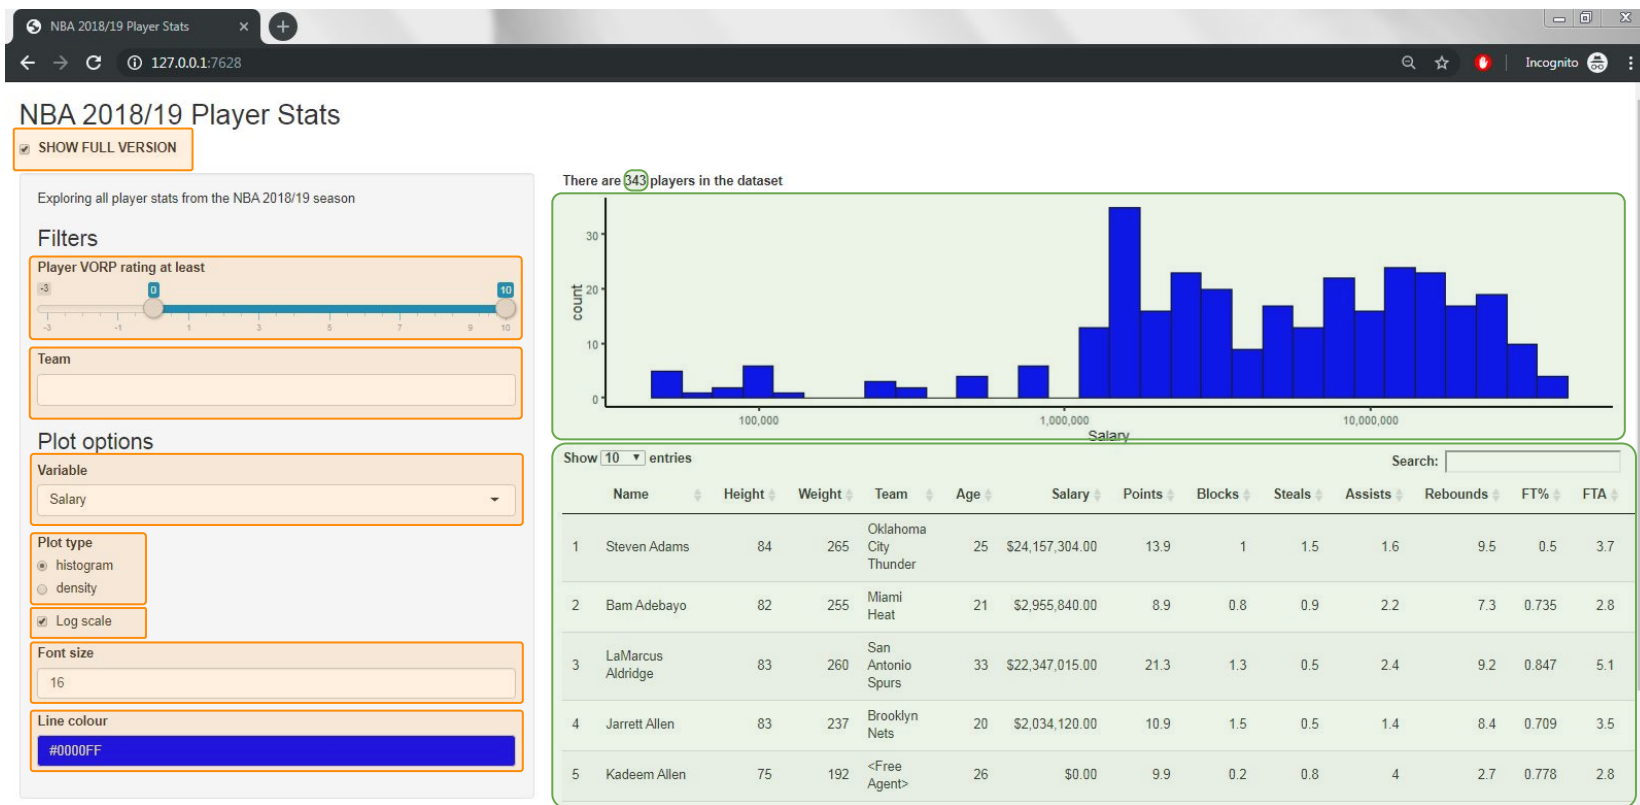 NBA 2018/19 Player Stats
127.0.0.1:7628
Incognito
NBA 2018/19 Player Stats
SHOW FULL VERSION
Exploring all player stats from the NBA 2018/19 season
Filters
Player VORP rating at least
-3 0 10
-3 -1 1 3 5 7 9 10
Team
Plot options
Variable
Salary
Plot type
histogram
density
Log scale
Font size
16
Line colour
#0000FF
There are 343 players in the dataset
count
30
20
10
0
100,000 1,000,000 10,000,000
Salary
Show 10 entries Search:
Name Height Weight Team Age Salary Points Blocks Steals Assists Rebounds FT% FTA
1 Steven Adams 84 265 Oklahoma City Thunder 25 $24,157,304.00 13.9 1 1.5 1.6 9.5 0.5 3.7
2 Bam Adebayo 82 255 Miami Heat 21 $2,955,840.00 8.9 0.8 0.9 2.2 7.3 0.735 2.8
3 LaMarcus Aldridge 83 260 San Antonio Spurs 33 $22,347,015.00 21.3 1.3 0.5 2.4 9.2 0.847 5.1
4 Jarrett Allen 83 237 Brooklyn Nets 20 $2,034,120.00 10.9 1.5 0.5 1.4 8.4 0.709 3.5
5 Kadeem Allen 75 192 <Free Agent> 26 $0.00 9.9 0.2 0.8 4 2.7 0.778 2.8